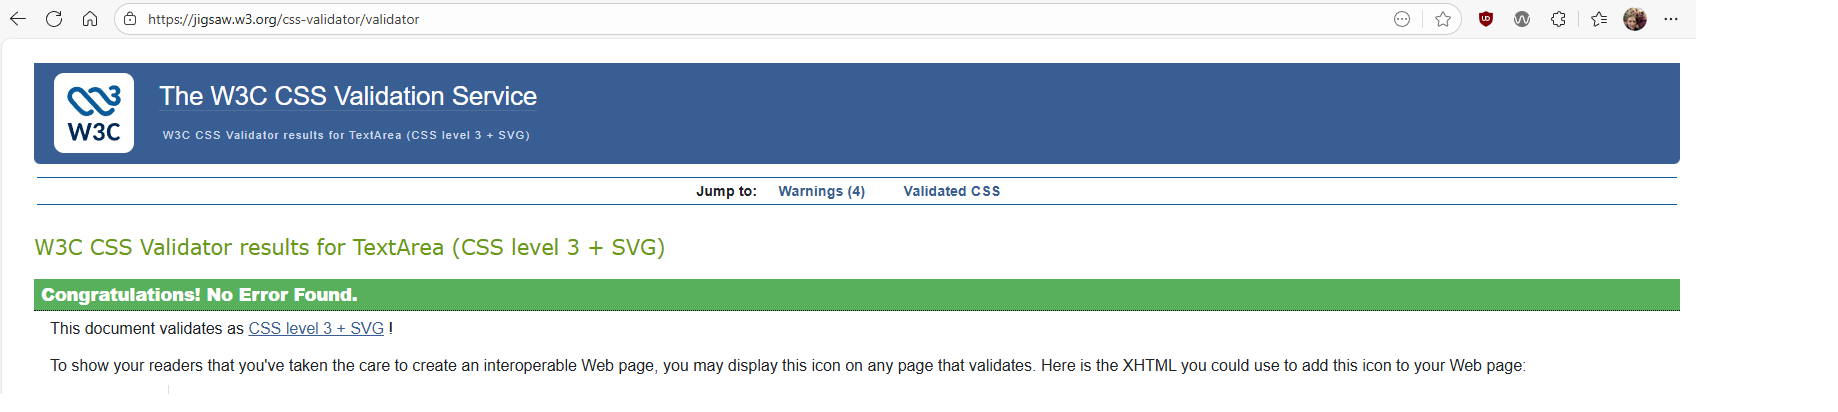 https://jigsaw.w3.org/css-validator/validator
W3C
The W3C CSS Validation Service
W3C CSS Validator results for TextArea (CSS level 3 + SVG)
Jump to: Warnings (4) Validated CSS
W3C CSS Validator results for TextArea (CSS level 3 + SVG)
Congratulations! No Error Found.
This document validates as CSS level 3 + SVG !
To show your readers that you've taken the care to create an interoperable Web page, you may display this icon on any page that validates. Here is the XHTML you could use to add this icon to your Web page: